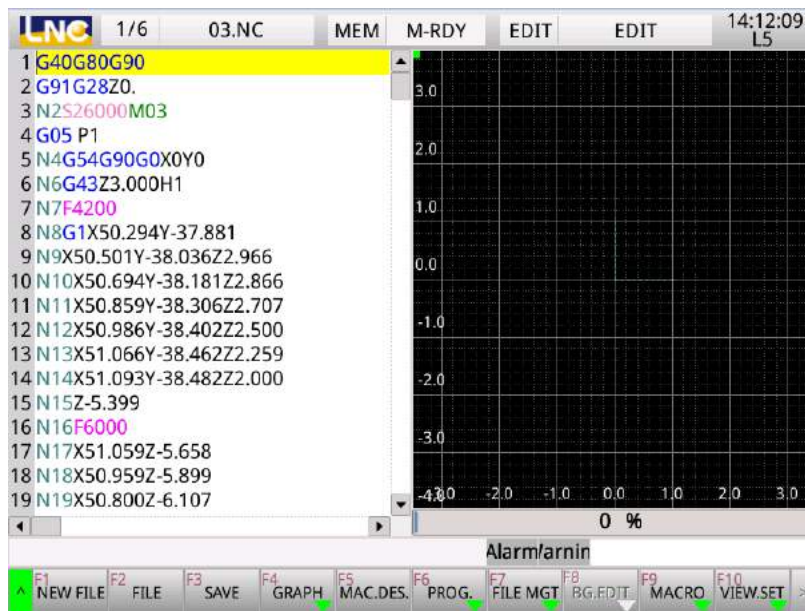 LNC 1/6 03.NC MEM M-RDY EDIT EDIT 14:12:09
L5
1 G40G80G90
2 G91G28Z0.
3 N2S26000M03
4 G05 P1
5 N4G54G90G0X0Y0
6 N6G43Z3.000H1
7 N7F4200
8 N8G1X50.294Y-37.881
9 N9X50.501Y-38.036Z2.966
10 N10X50.694Y-38.181Z2.866
11 N11X50.859Y-38.306Z2.707
12 N12X50.986Y-38.402Z2.500
13 N13X51.066Y-38.462Z2.259
14 N14X51.093Y-38.482Z2.000
15 N15Z-5.399
16 N16F6000
17 N17X51.059Z-5.658
18 N18X50.959Z-5.899
19 N19X50.800Z-6.107
3.0
2.0
1.0
0.0
-1.0
-2.0
-3.0
-2.0 -1.0 0.0 1.0 2.0 3.0
0 %
Alarm/arnin
F1 NEW FILE F2 FILE F3 SAVE F4 GRAPH F5 MAC.DES. F6 PROG. F7 FILE MGT F8 BG.EDIT F9 MACRO F10 VIEW.SET >